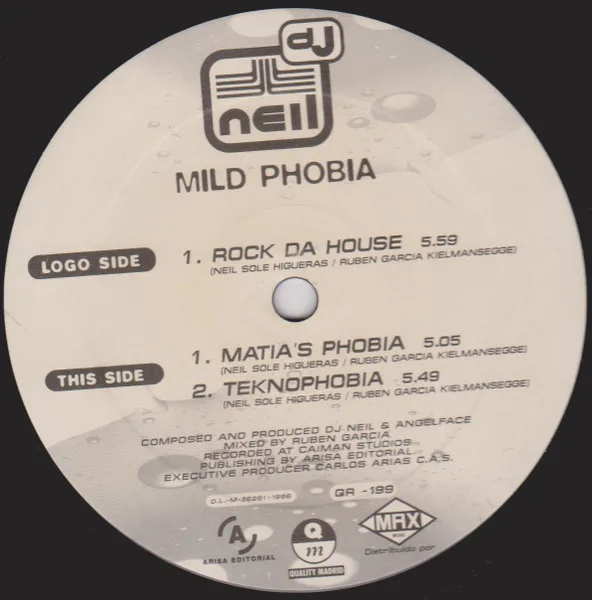 dj
neil
MILD PHOBIA
LOGO SIDE
1. ROCK DA HOUSE 5.59
(NEIL SOLE HIGUERAS / RUBEN GARCIA KIELMANSEGGE)
THIS SIDE
1. MATIA'S PHOBIA 5.05
(NEIL SOLE HIGUERAS / RUBEN GARCIA KIELMANSEGGE)
2. TEKNOPHOBIA 5.49
(NEIL SOLE HIGUERAS / RUBEN GARCIA KIELMANSEGGE)
COMPOSED AND PRODUCED DJ NEIL & ANGELFACE
MIXED BY RUBEN GARCIA
RECORDED AT CAIMAN STUDIOS
PUBLISHING BY ARISA EDITORIAL.
EXECUTIVE PRODUCER CARLOS ARIAS C.A.S.
QR -199
A
ARISA EDITORIAL
Q
m
QUALITY MADRID
MAX
MUSIC
Distribuido por